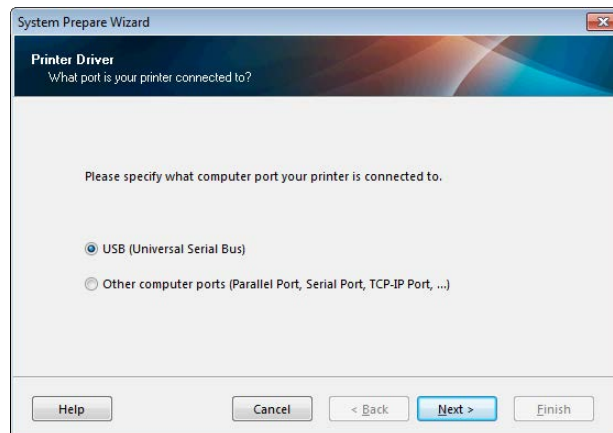 System Prepare Wizard
Printer Driver
What port is your printer connected to?
Please specify what computer port your printer is connected to.
USB (Universal Serial Bus)
Other computer ports (Parallel Port, Serial Port, TCP-IP Port, ...)
Help Cancel < Back Next > Finish